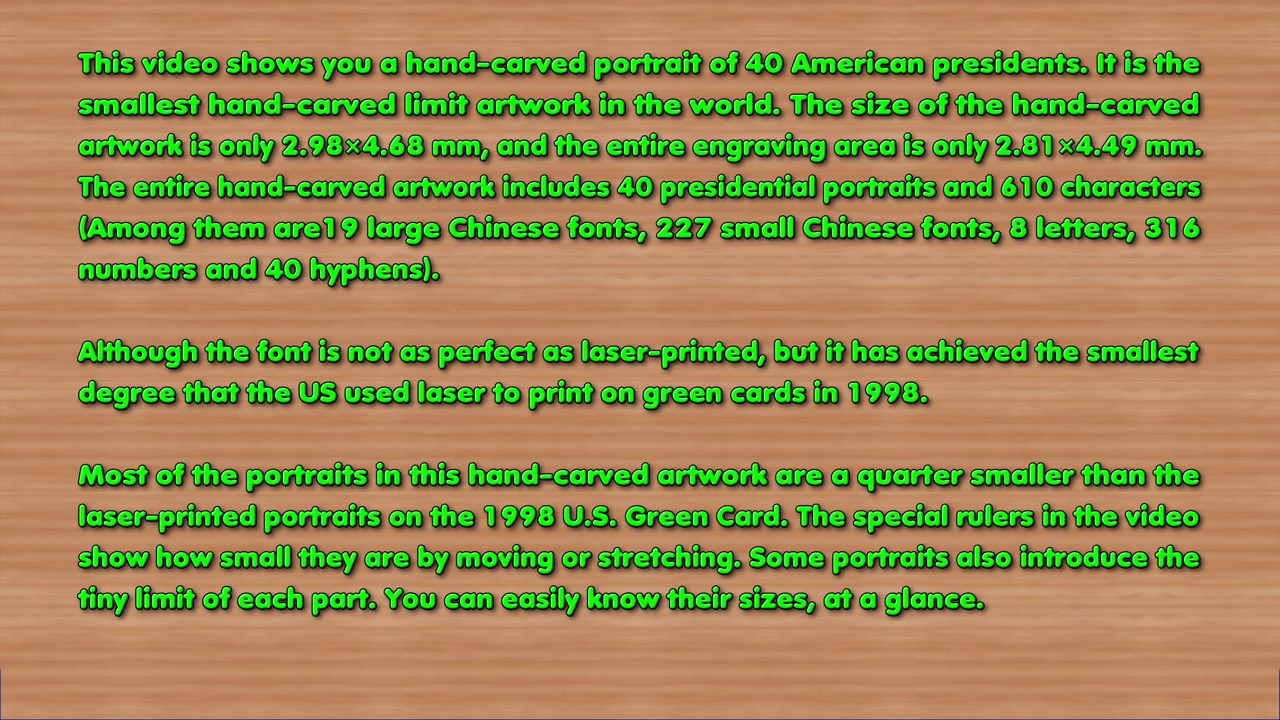 This video shows you a hand-carved portrait of 40 American presidents. It is the
smallest hand-carved limit artwork in the world. The size of the hand-carved
artwork is only 2.98×4.68 mm, and the entire engraving area is only 2.81×4.49 mm.
The entire hand-carved artwork includes 40 presidential portraits and 610 characters
(Among them are19 large Chinese fonts, 227 small Chinese fonts, 8 letters, 316
numbers and 40 hyphens).
Although the font is not as perfect as laser-printed, but it has achieved the smallest
degree that the US used laser to print on green cards in 1998.
Most of the portraits in this hand-carved artwork are a quarter smaller than the
laser-printed portraits on the 1998 U.S. Green Card. The special rulers in the video
show how small they are by moving or stretching. Some portraits also introduce the
tiny limit of each part. You can easily know their sizes, at a glance.